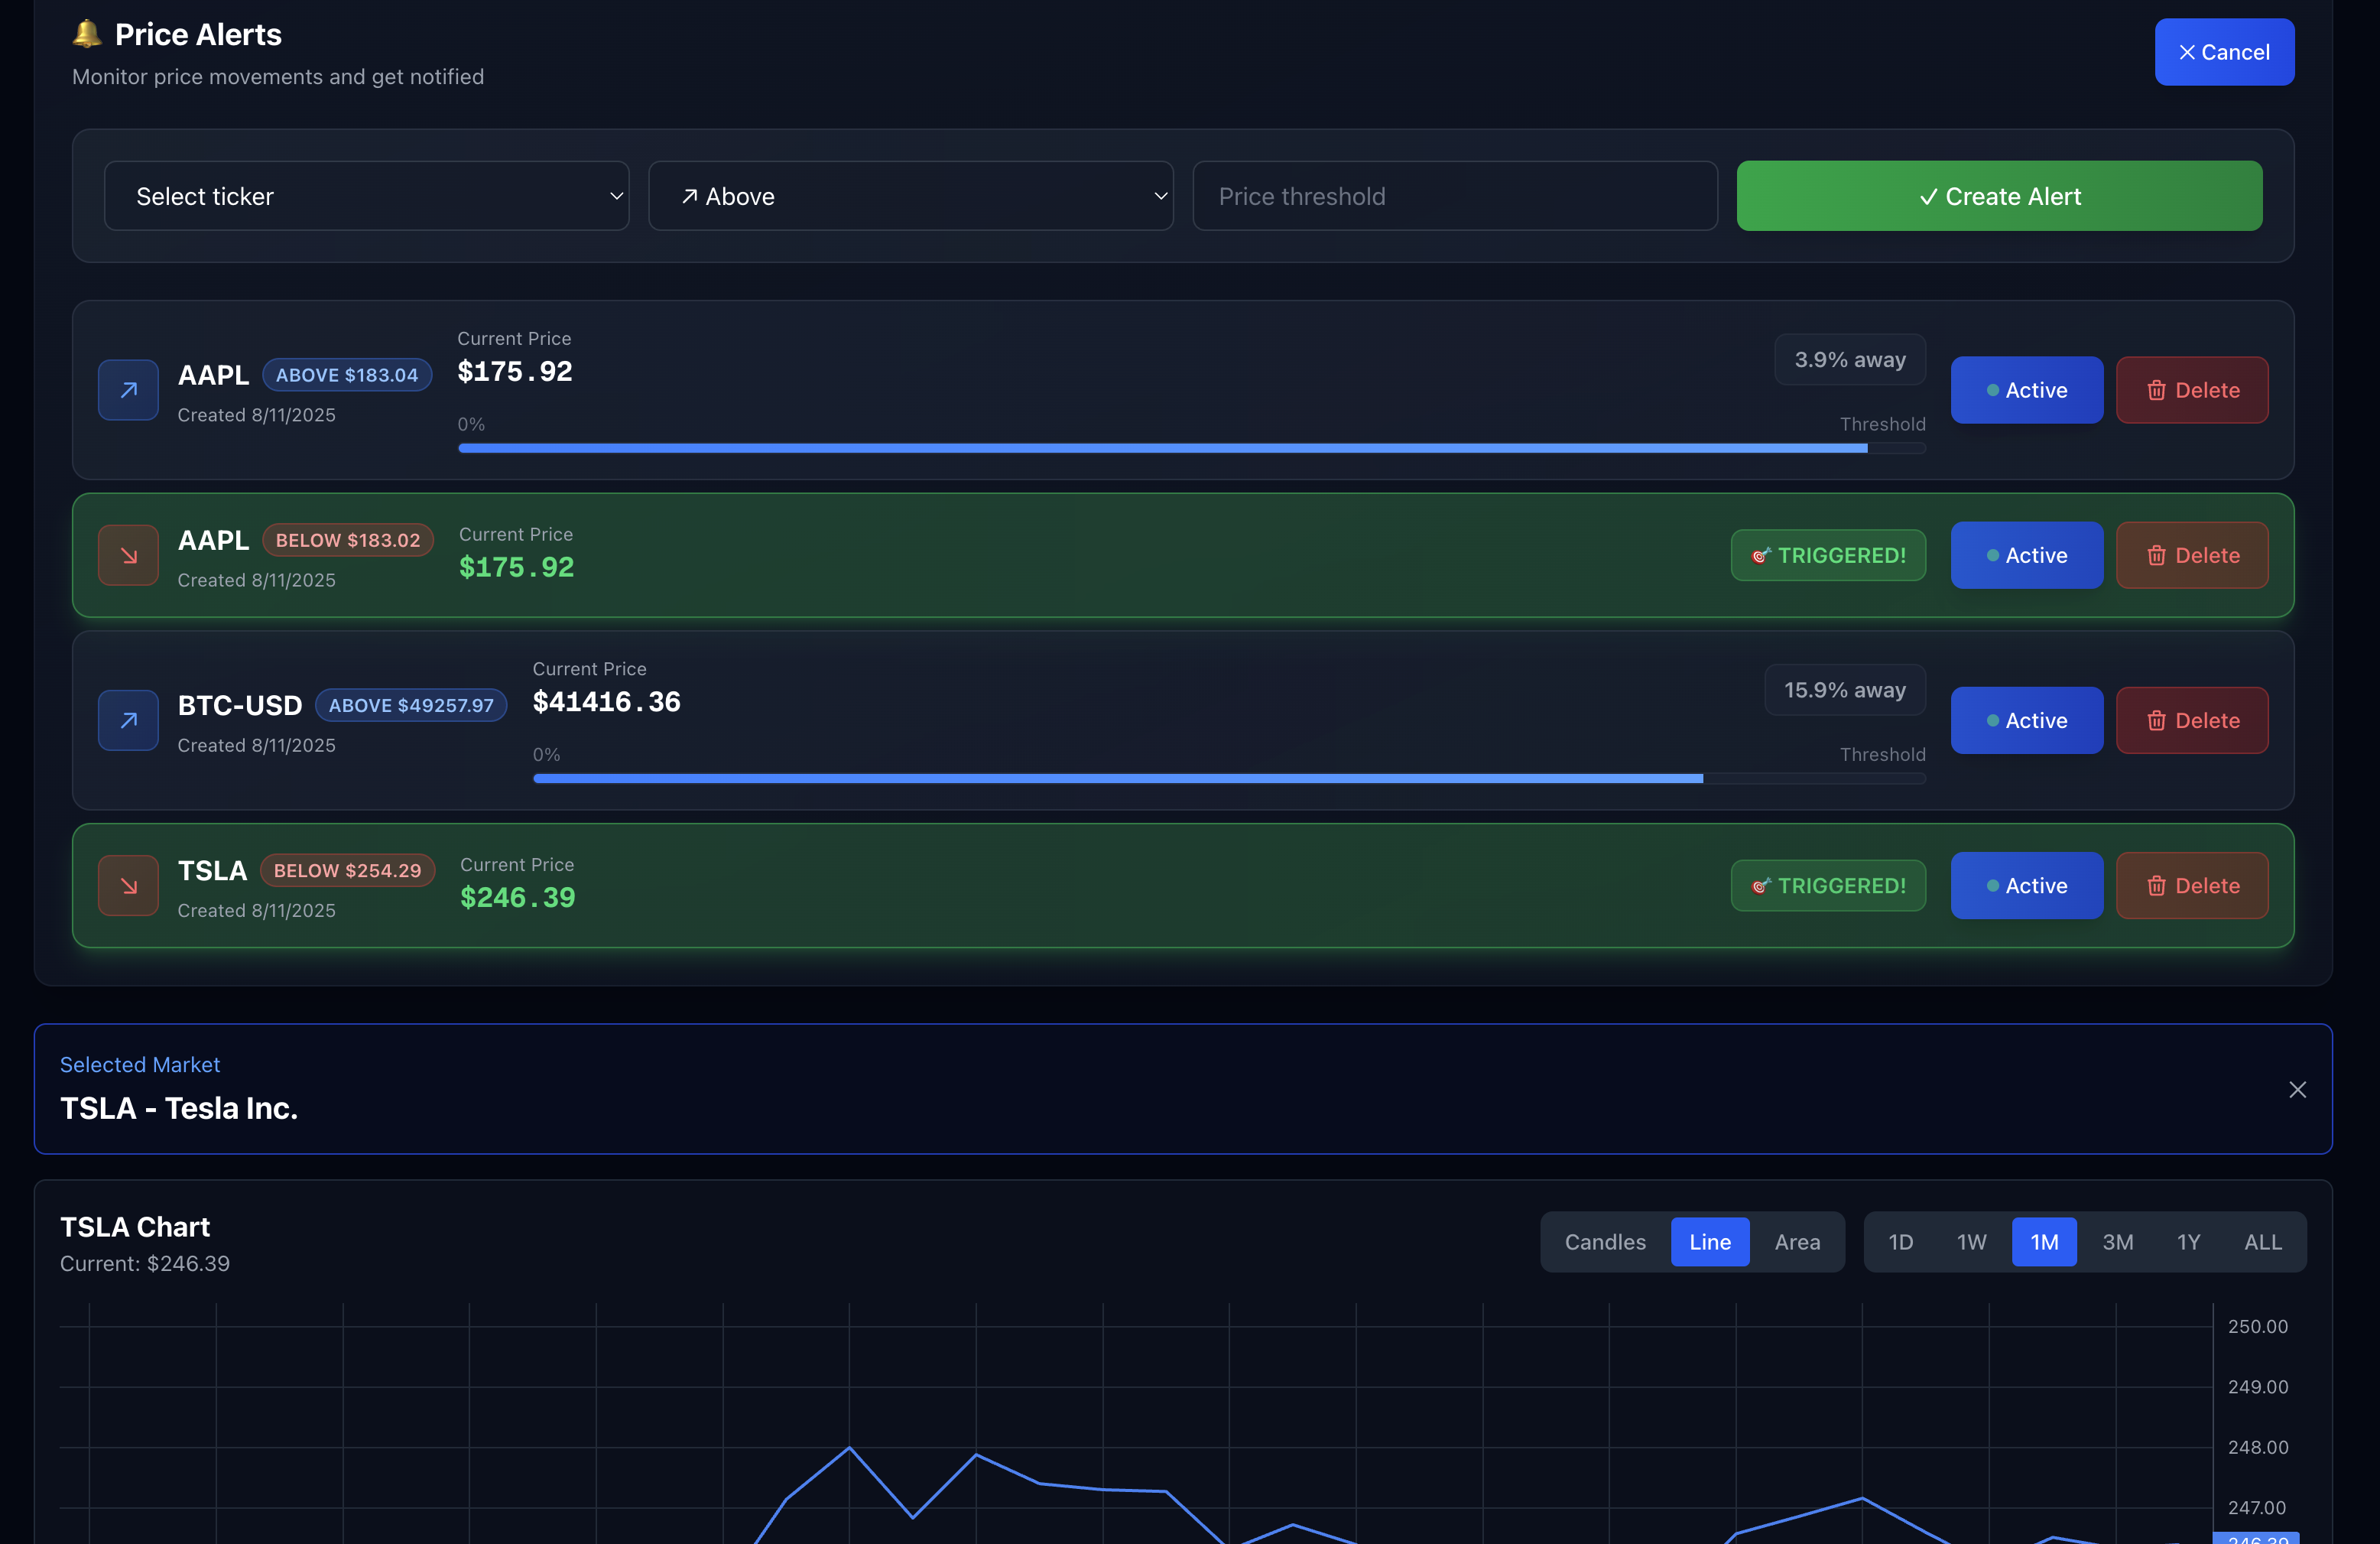 Price Alerts
Monitor price movements and get notified
Cancel
Select ticker
Above
Price threshold
Create Alert
AAPL ABOVE $183.04
Created 8/11/2025
Current Price
$175.92
3.9% away
0% Threshold
Active
Delete
AAPL BELOW $183.02
Created 8/11/2025
Current Price
$175.92
TRIGGERED!
Active
Delete
BTC-USD ABOVE $49257.97
Created 8/11/2025
Current Price
$41416.36
15.9% away
0% Threshold
Active
Delete
TSLA BELOW $254.29
Created 8/11/2025
Current Price
$246.39
TRIGGERED!
Active
Delete
Selected Market
TSLA - Tesla Inc.
TSLA Chart
Current: $246.39
Candles Line Area
1D 1W 1M 3M 1Y ALL
250.00
249.00
248.00
247.00
246.39